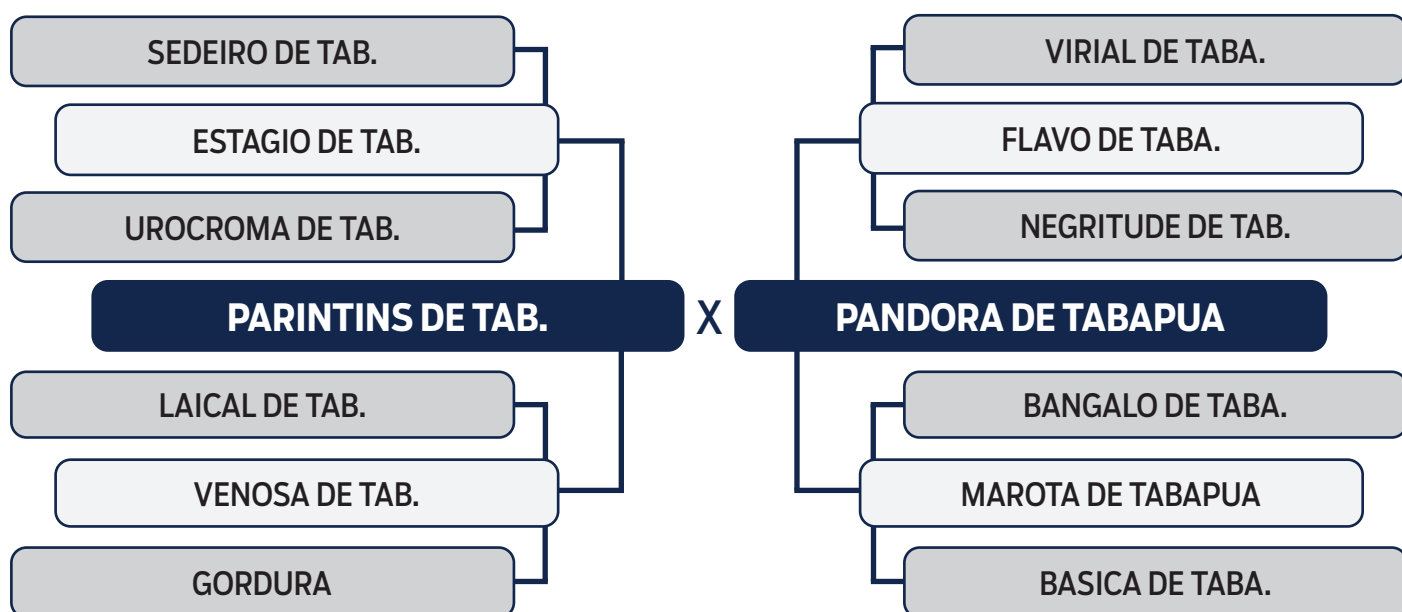 SEDEIRO DE TAB.
ESTAGIO DE TAB.
UROCROMA DE TAB.
PARINTINS DE TAB.
LAICAL DE TAB.
VENOSA DE TAB.
GORDURA
X
VIRIAL DE TABA.
FLAVO DE TABA.
NEGRITUDE DE TAB.
PANDORA DE TABAPUA
BANGALO DE TABA.
MAROTA DE TABAPUA
BASICA DE TABA.